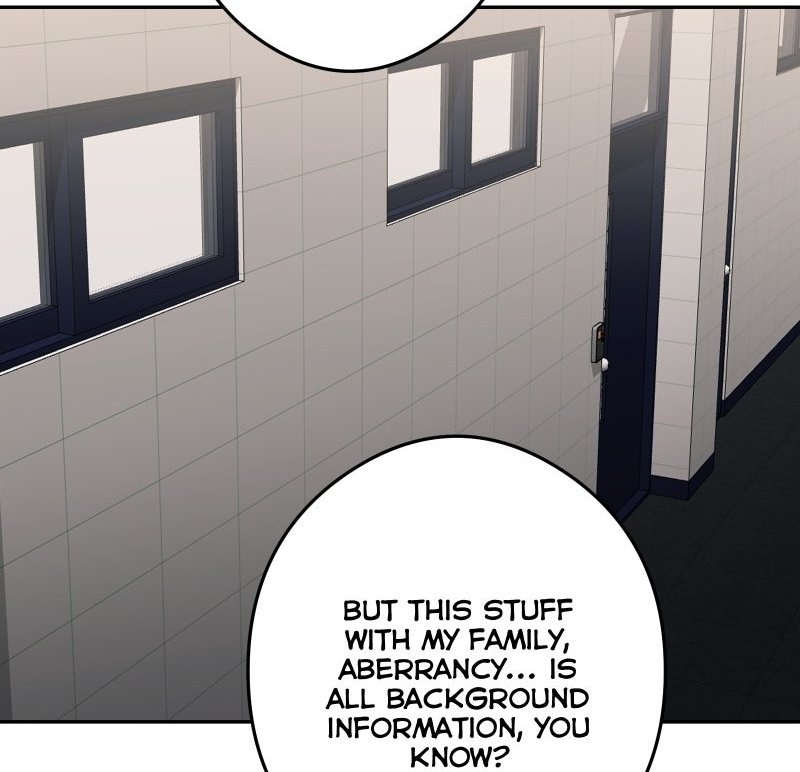 BUT THIS STUFF
WITH MY FAMILY,
ABERRANCY... IS
ALL BACKGROUND
INFORMATION, YOU
KNOW?